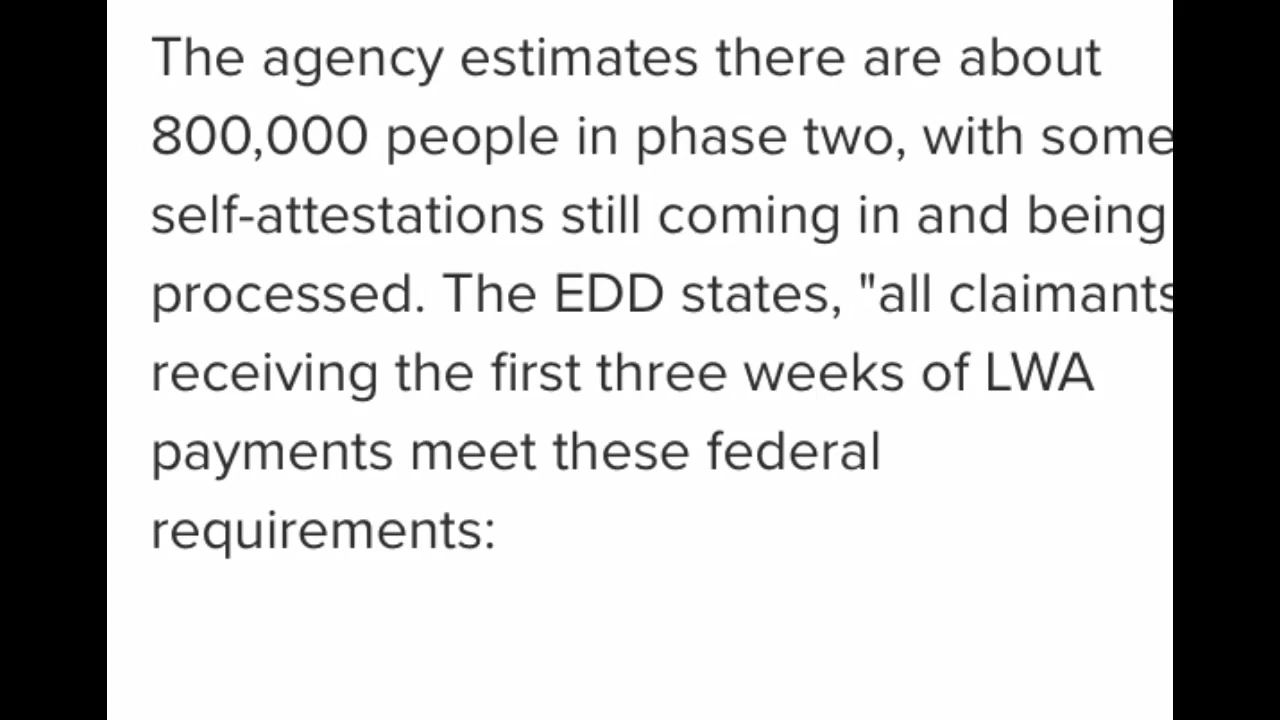 The agency estimates there are about
800,000 people in phase two, with some
self-attestations still coming in and being
processed. The EDD states, "all claimants
receiving the first three weeks of LWA
payments meet these federal
requirements: